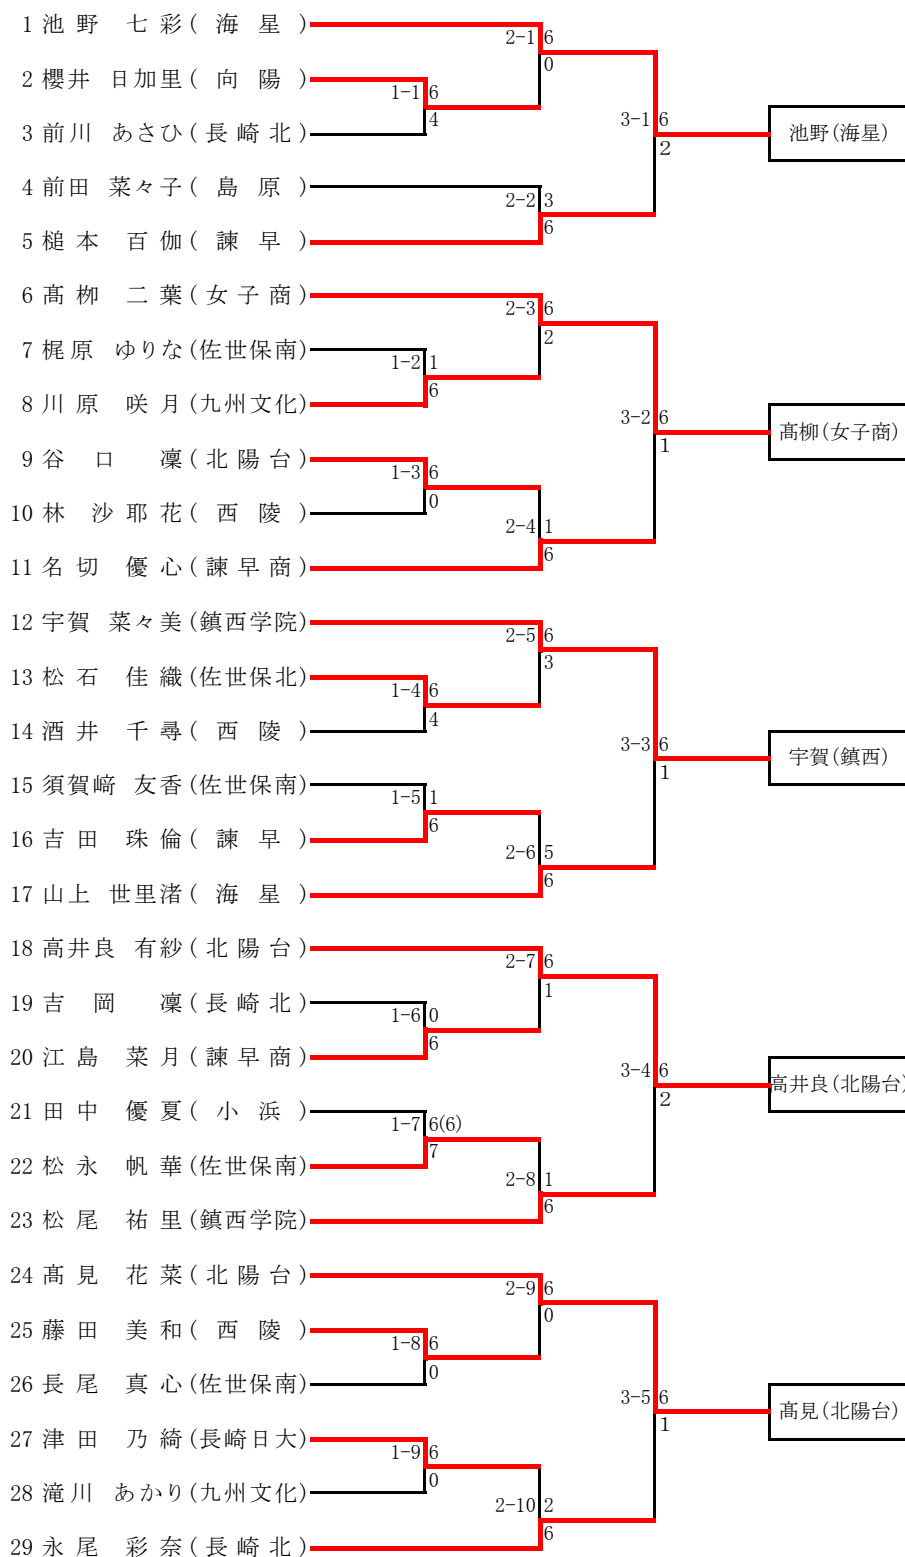 1 池野 七彩(海星)
2-1 6
0
2 櫻井 日加里(向陽)
1-1 6
4
3 前川 あさひ(長崎北)
3-1 6
2
池野(海星)
4 前田 菜々子(島原)
2-2 3
6
5 槌本 百伽(諫早)
6 髙栁 二葉(女子商)
2-3 6
2
7 梶原 ゆりな(佐世保南)
1-2 1
6
8 川原 咲月(九州文化)
3-2 6
1
髙柳(女子商)
9 谷口 凜(北陽台)
1-3 6
0
10 林 沙耶花(西陵)
2-4 1
6
11 名切 優心(諫早商)
12 宇賀 菜々美(鎮西学院)
2-5 6
3
13 松石 佳織(佐世保北)
1-4 6
4
14 酒井 千尋(西陵)
3-3 6
1
宇賀(鎮西)
15 須賀﨑 友香(佐世保南)
1-5 1
6
16 吉田 珠倫(諫早)
2-6 5
6
17 山上 世里渚(海星)
18 高井良 有紗(北陽台)
2-7 6
1
19 吉岡 凜(長崎北)
1-6 0
6
20 江島 菜月(諫早商)
3-4 6
2
高井良(北陽台)
21 田中 優夏(小浜)
1-7 6(6)
7
22 松永 帆華(佐世保南)
2-8 1
6
23 松尾 祐里(鎮西学院)
24 髙見 花菜(北陽台)
2-9 6
0
25 藤田 美和(西陵)
1-8 6
0
26 長尾 真心(佐世保南)
3-5 6
1
髙見(北陽台)
27 津田 乃綺(長崎日大)
1-9 6
0
28 滝川 あかり(九州文化)
2-10 2
6
29 永尾 彩奈(長崎北)